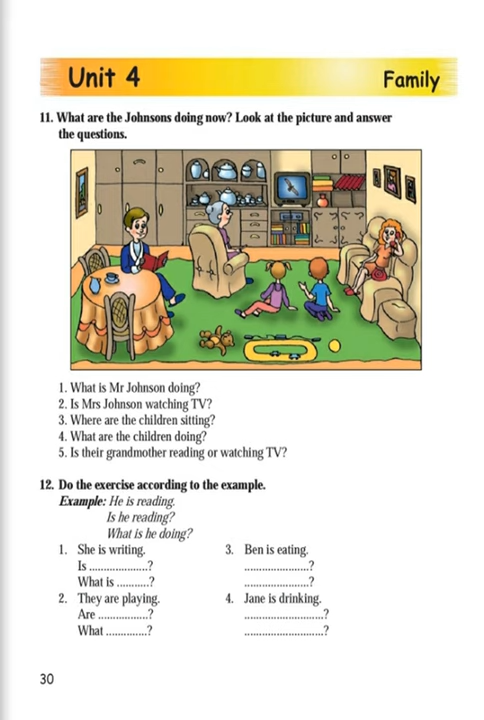 Unit 4 Family
11. What are the Johnsons doing now? Look at the picture and answer
the questions.
1. What is Mr Johnson doing?
2. Is Mrs Johnson watching TV?
3. Where are the children sitting?
4. What are the children doing?
5. Is their grandmother reading or watching TV?
12. Do the exercise according to the example.
Example: He is reading.
Is he reading?
What is he doing?
1. She is writing.
Is .....................?
What is ...........?
2. They are playing.
Are ..................?
What ..............?
3. Ben is eating.
.......................?
.......................?
4. Jane is drinking.
............................?
............................?
30